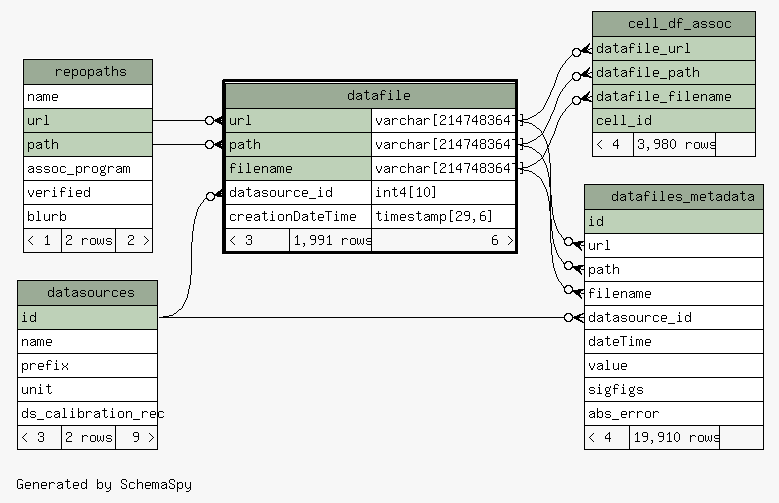 repopaths
name
url
path
assoc_program
verified
blurb
< 1 2 rows 2 >
datasources
id
name
prefix
unit
ds_calibration_rec
< 3 2 rows 9 >
datafile
url varchar[2147483647]
path varchar[2147483647]
filename varchar[2147483647]
datasource_id int4[10]
creationDateTime timestamp[29,6]
< 3 1,991 rows 6 >
cell_df_assoc
datafile_url
datafile_path
datafile_filename
cell_id
< 4 3,980 rows
datafiles_metadata
id
url
path
filename
datasource_id
dateTime
value
sigfigs
abs_error
< 4 19,910 rows
Generated by SchemaSpy